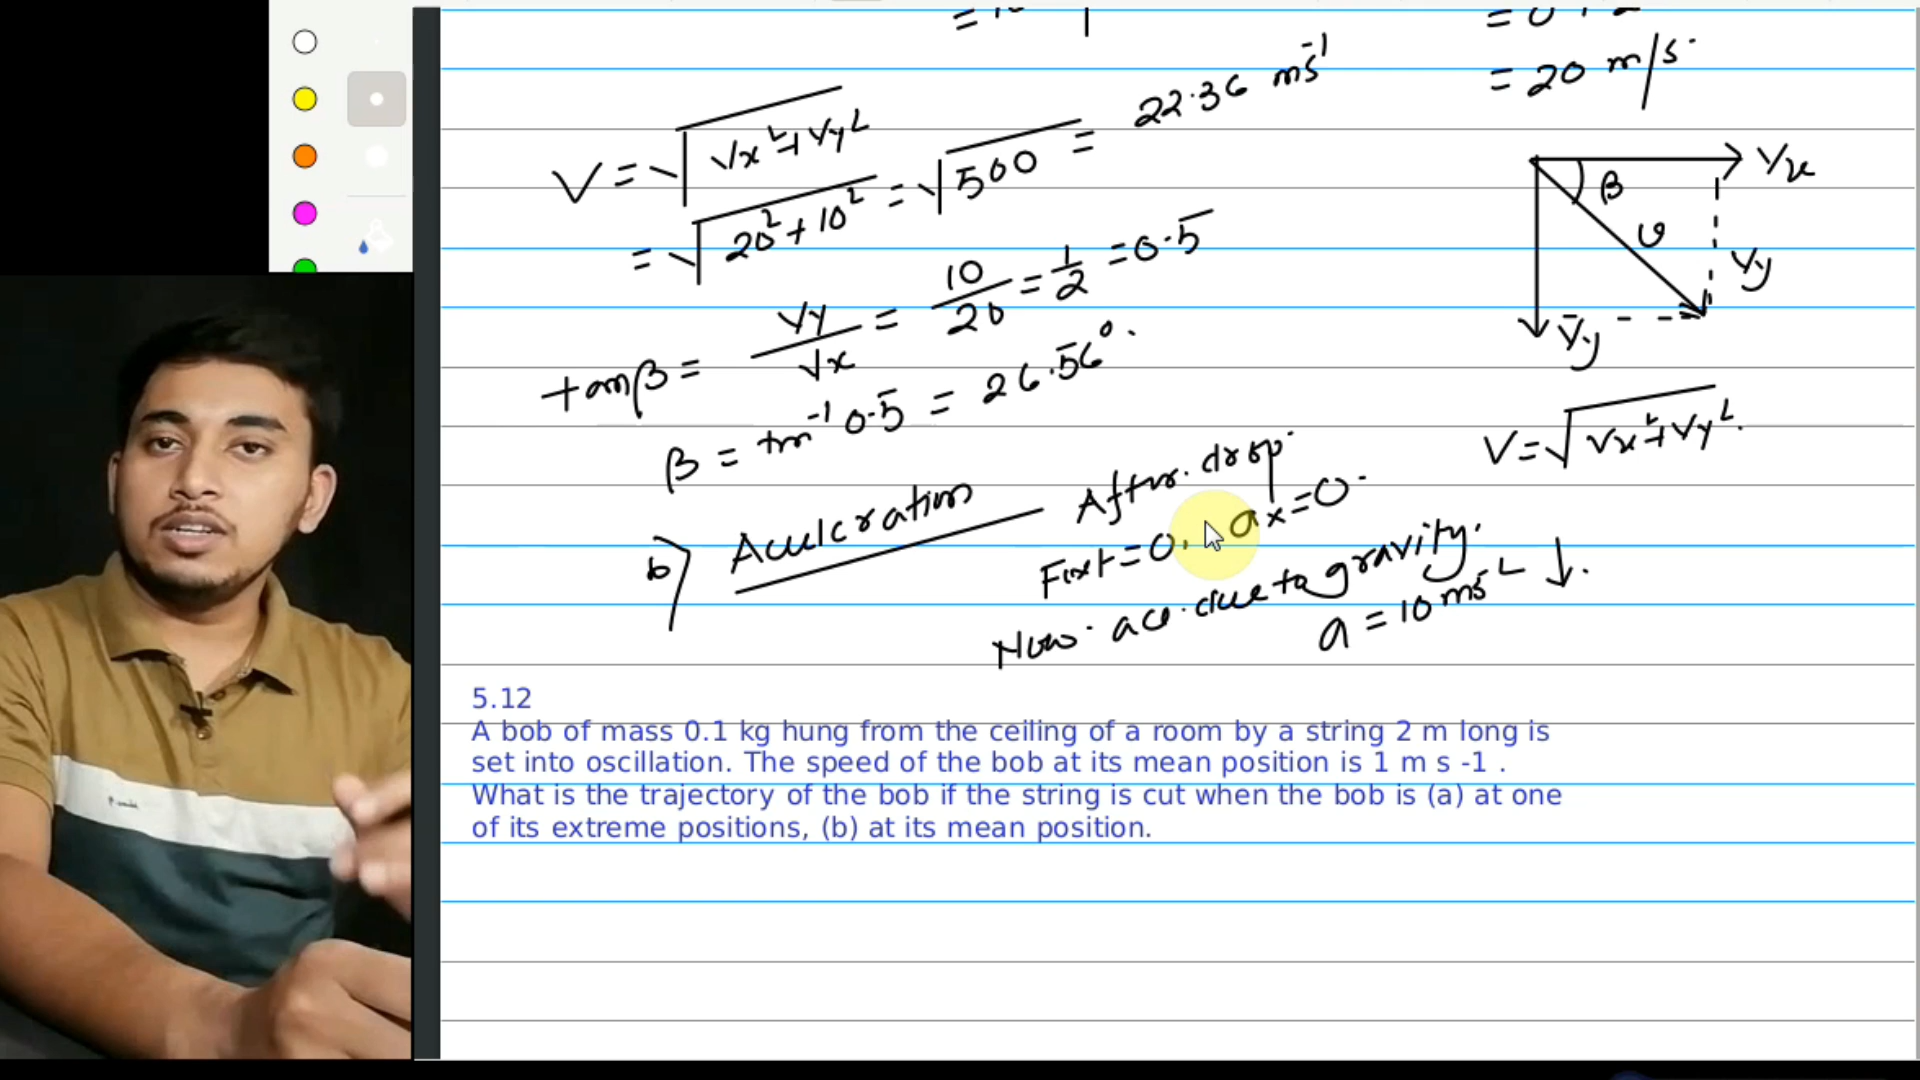 = 20 m/s.
V = √Vx² + Vy²
= √20² + 10² = √500 = 22.36 ms⁻¹
tanβ = Vy/Vx = 10/20 = 1/2 = 0.5
β = tan⁻¹ 0.5 = 26.56°.
Vx
β
υ
Vy
Vy
V = √Vx² + Vy².
b) Acceleration
After drop
Fext = 0, ax = 0.
Now acc. due to gravity.
a = 10 ms⁻² ↓.
5.12
A bob of mass 0.1 kg hung from the ceiling of a room by a string 2 m long is
set into oscillation. The speed of the bob at its mean position is 1 m s -1 .
What is the trajectory of the bob if the string is cut when the bob is (a) at one
of its extreme positions, (b) at its mean position.